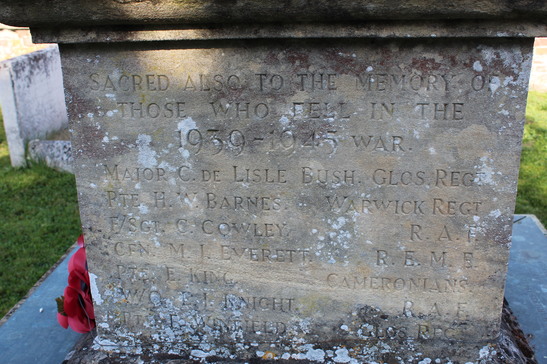 SACRED ALSO TO THE MEMORY OF
THOSE WHO FELL IN THE
1939-1945 WAR.
MAJOR C. DE LISLE BUSH. GLOS. REGT.
PTE. H. W. BARNES. WARWICK REGT.
F/SGT. C. COWLEY. R. A. F.
CFN. M. J. EVERETT. R. E. M. E.
PTE. E. KING. CAMERONIANS.
W/O. KNIGHT. R. A. F.
GLOS. REGT.